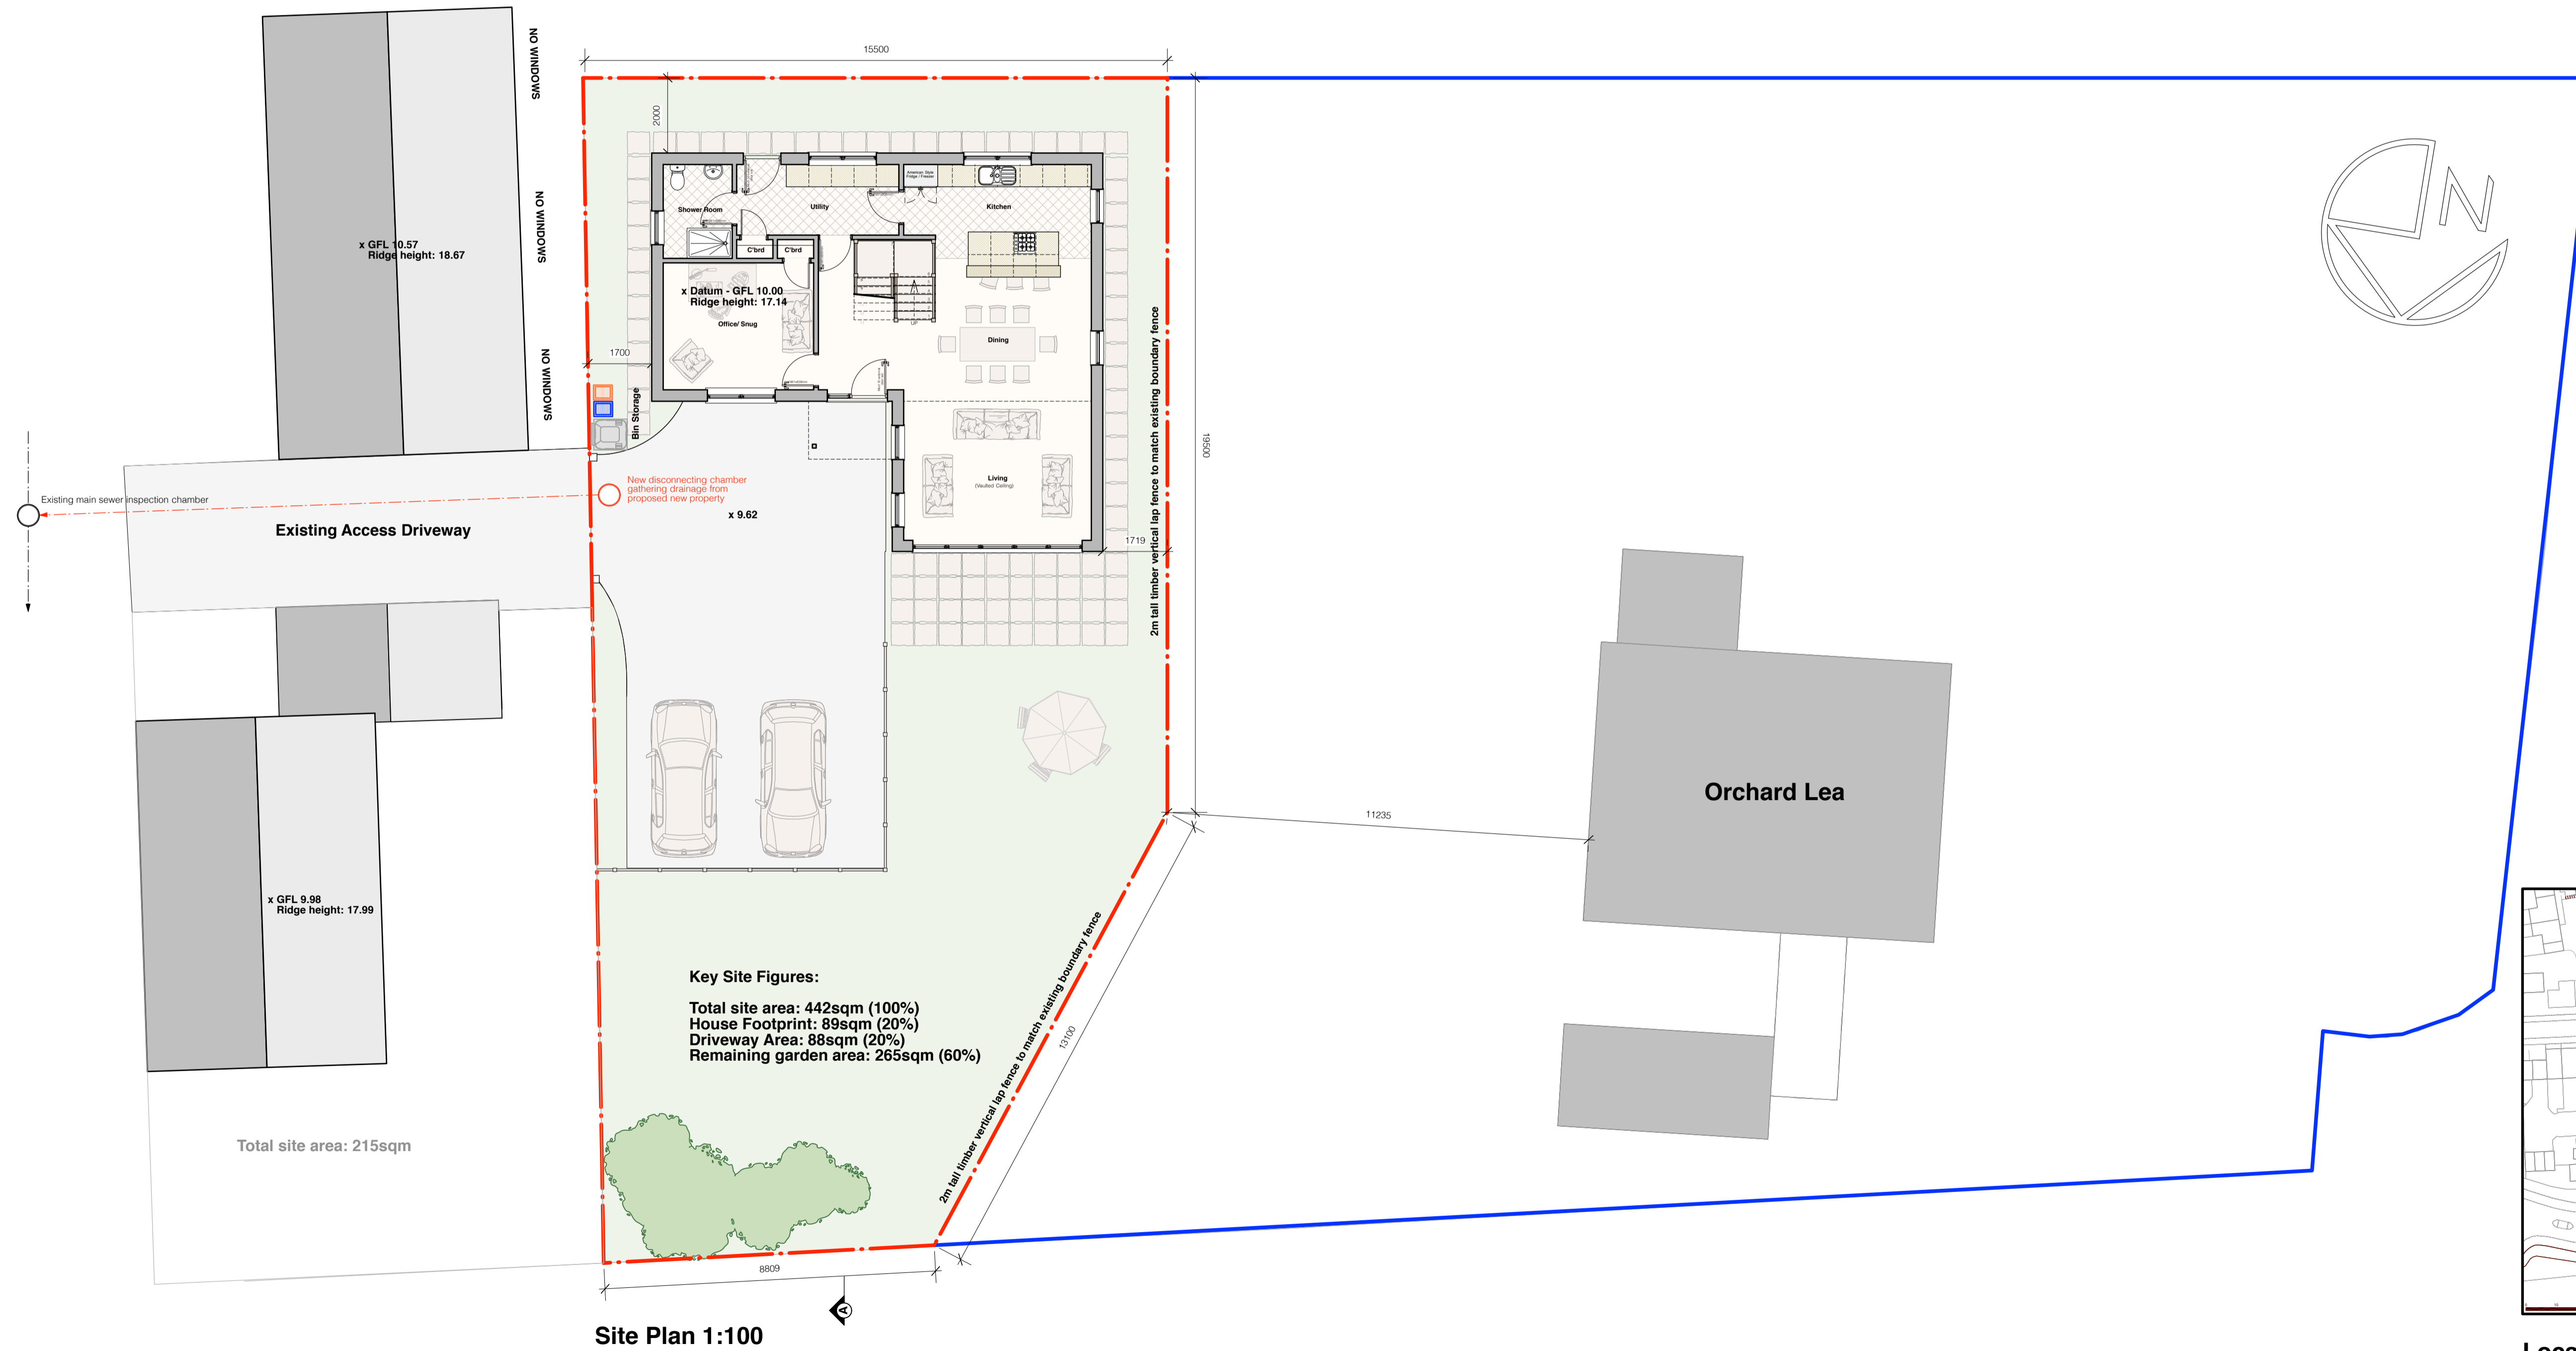 15500
NO WINDOWS
2000
N
Shower Room
Utility
American Style
Fridge / Freezer
Kitchen
NO WINDOWS
x GFL 10.57
Ridge height: 18.67
C'brd
C'brd
x Datum - GFL 10.00
Ridge height: 17.14
Office/ Snug
UP
Dining
1700
NO WINDOWS
Bin Storage
2m tall timber vertical lap fence to match existing boundary fence
19500
Existing main sewer inspection chamber
New disconnecting chamber
gathering drainage from
proposed new property
x 9.62
Living
(Vaulted Ceiling)
Existing Access Driveway
1719
Orchard Lea
11235
x GFL 9.98
Ridge height: 17.99
Key Site Figures:
Total site area: 442sqm (100%)
House Footprint: 89sqm (20%)
Driveway Area: 88sqm (20%)
Remaining garden area: 265sqm (60%)
2m tall timber vertical lap fence to match existing boundary fence
13100
Total site area: 215sqm
8809
A
Site Plan 1:100